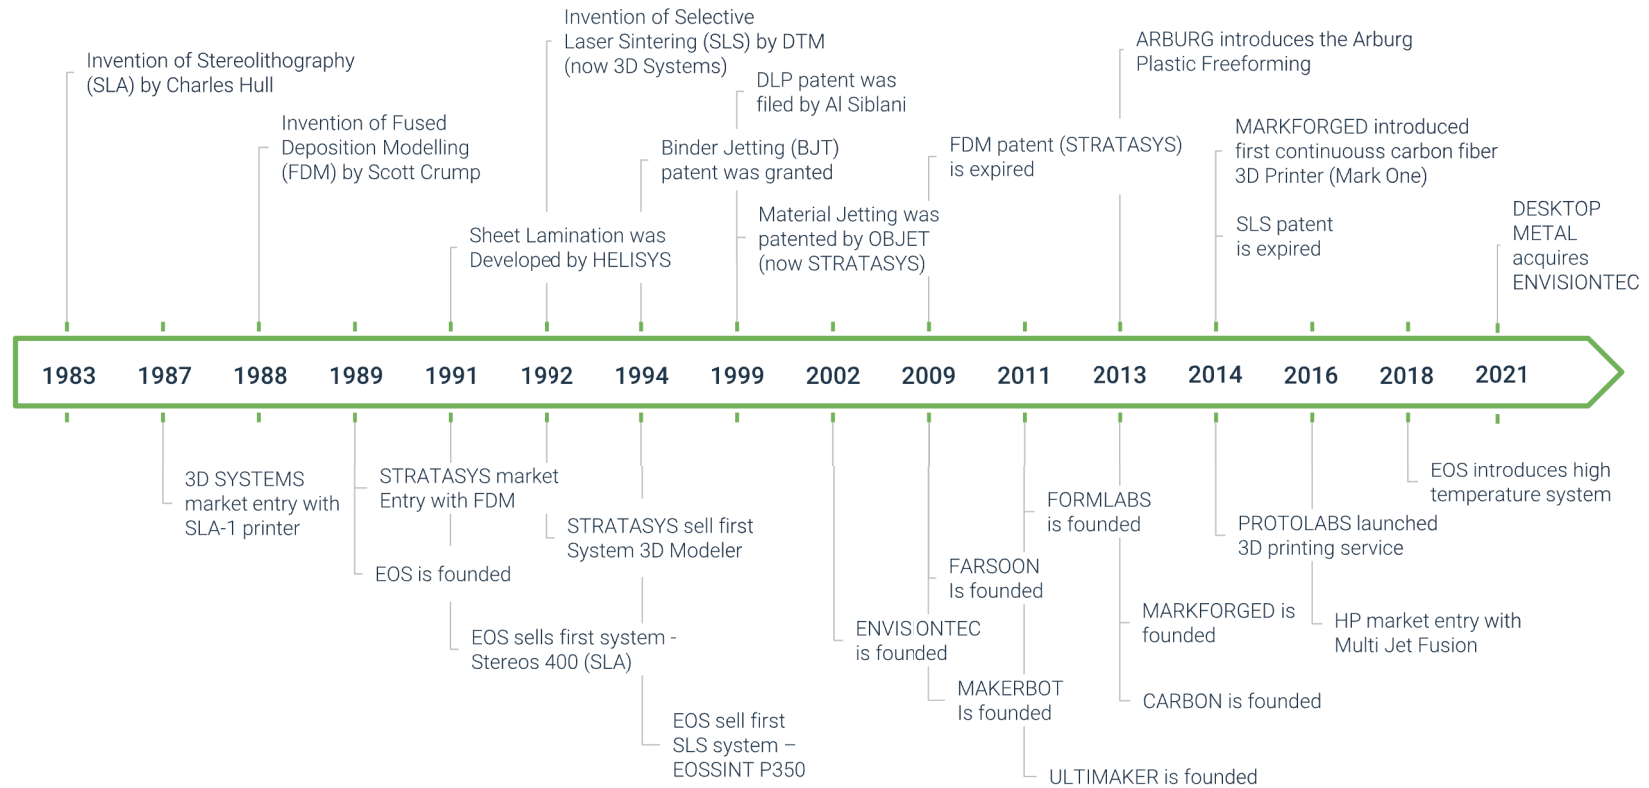 Invention of Stereolithography
(SLA) by Charles Hull
Invention of Fused
Deposition Modelling
(FDM) by Scott Crump
Sheet Lamination was
Developed by HELISYS
Invention of Selective
Laser Sintering (SLS) by DTM
(now 3D Systems)
Binder Jetting (BJT)
patent was granted
DLP patent was
filed by Al Siblani
Material Jetting was
patented by OBJET
(now STRATASYS)
FDM patent (STRATASYS)
is expired
ARBURG introduces the Arburg
Plastic Freeforming
MARKFORGED introduced
first continuouss carbon fiber
3D Printer (Mark One)
SLS patent
is expired
DESKTOP
METAL
acquires
ENVISIONTEC
1983 1987 1988 1989 1991 1992 1994 1999 2002 2009 2011 2013 2014 2016 2018 2021
3D SYSTEMS
market entry with
SLA-1 printer
STRATASYS market
Entry with FDM
EOS is founded
EOS sells first system -
Stereos 400 (SLA)
STRATASYS sell first
System 3D Modeler
EOS sell first
SLS system –
EOSSINT P350
ENVISIONTEC
is founded
FARSOON
Is founded
MAKERBOT
Is founded
FORMLABS
is founded
ULTIMAKER is founded
MARKFORGED is
founded
CARBON is founded
PROTOLABS launched
3D printing service
HP market entry with
Multi Jet Fusion
EOS introduces high
temperature system